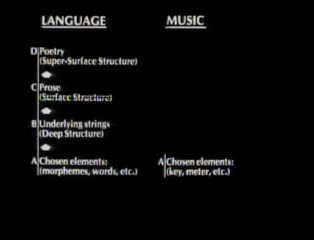 LANGUAGE MUSIC
D Poetry
(Super-Surface Structure)
C Prose
(Surface Structure)
B Underlying strings
(Deep Structure)
A Chosen elements: A Chosen elements:
(morphemes, words, etc.) (key, meter, etc.)